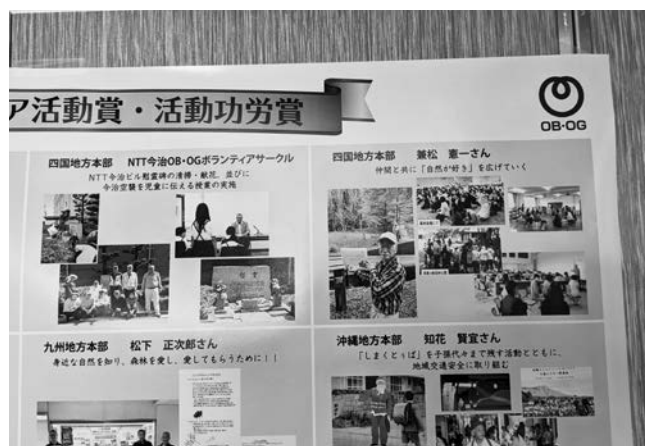 ア活動賞・活動功労賞
OB・OG
四国地方本部 NTT今治OB・OGボランティアサークル
NTT今治ビル慰霊碑の清掃・献花、並びに
今治空襲を児童に伝える授業の実施
四国地方本部 兼松 憲一さん
仲間と共に「自然が好き」を広げていく
九州地方本部 松下 正次郎さん
身近な自然を知り、森林を愛し、愛してもらうために！！
沖縄地方本部 知花 賢宜さん
「しまくとぅば」を子孫代々まで残す活動とともに、
地域交通安全に取り組む